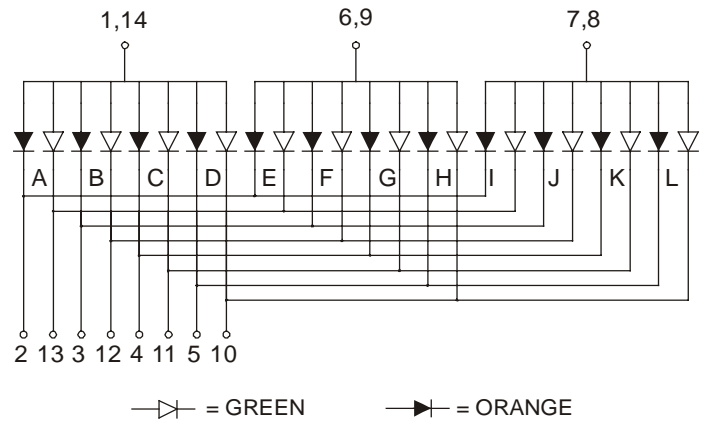 1,14 6,9 7,8
A B C D E F G H I J K L
2 13 3 12 4 11 5 10
= GREEN = ORANGE